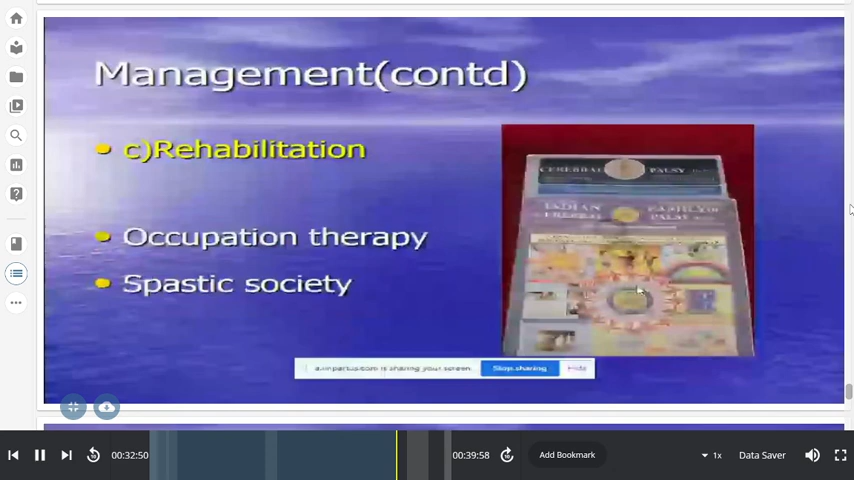 Management(contd)
c)Rehabilitation
CEREBRAL PALSY
INDIAN
CEREBRAL PALSY
Occupation therapy
Spastic society
is sharing your screen.
Stop sharing
Hide
00:32:50
00:39:58
Add Bookmark
1x
Data Saver